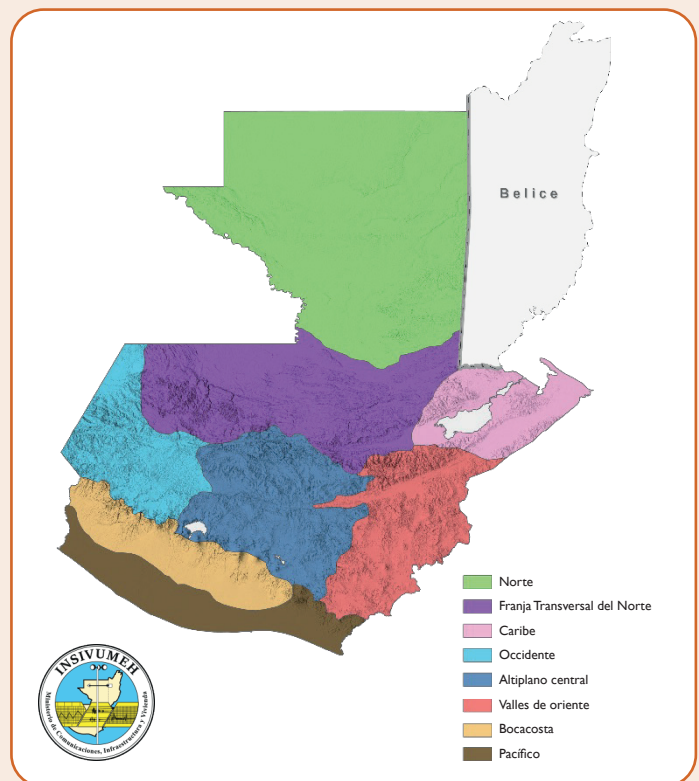 Belice
Norte
Franja Transversal del Norte
Caribe
Occidente
Altiplano central
Valles de oriente
Bocacosta
Pacífico
INSIVUMEH
Ministerio de Comunicaciones, Infraestructura y Vivienda